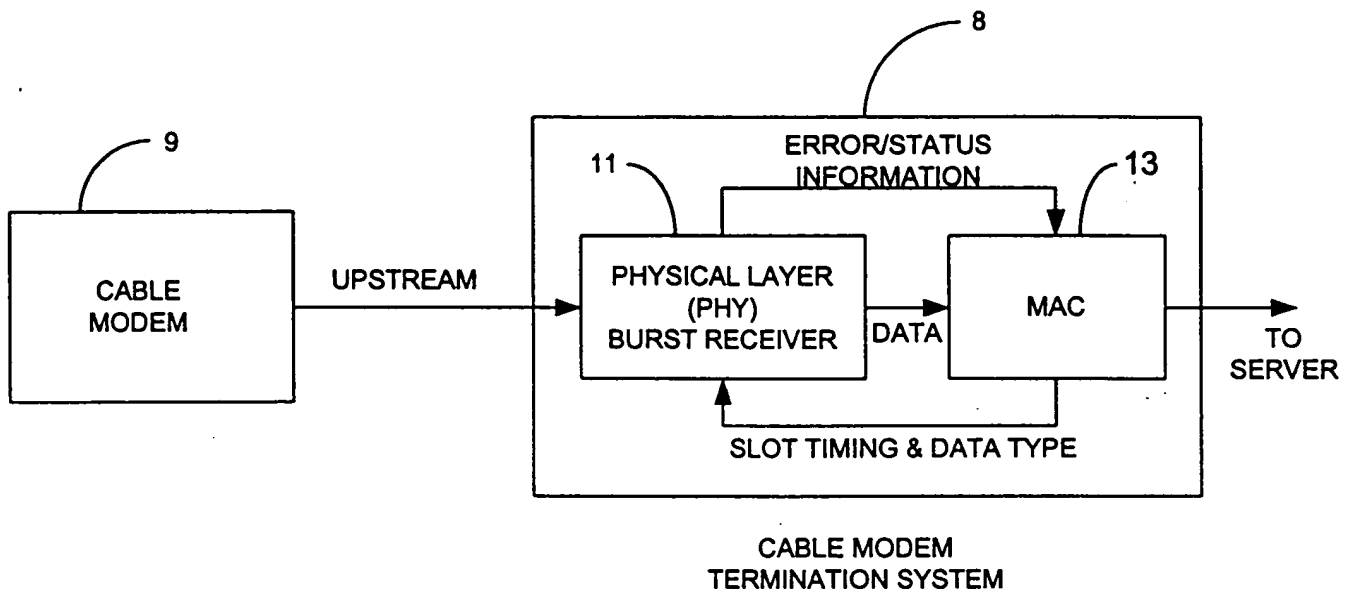 8
9
ERROR/STATUS
INFORMATION
11
13
CABLE
MODEM
UPSTREAM
PHYSICAL LAYER
(PHY)
BURST RECEIVER
DATA
MAC
TO
SERVER
SLOT TIMING & DATA TYPE
CABLE MODEM
TERMINATION SYSTEM